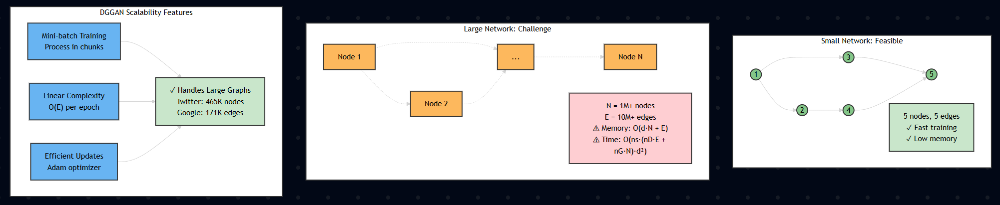 DGGAN Scalability Features
Mini-batch Training
Process in chunks
Linear Complexity
O(E) per epoch
Efficient Updates
Adam optimizer
✓ Handles Large Graphs
Twitter: 465K nodes
Google: 171K edges
Large Network: Challenge
Node 1
Node 2
...
Node N
N = 1M+ nodes
E = 10M+ edges
⚠ Memory: O(d·N + E)
⚠ Time: O(ns·(nD·E +
nG·N)·d²)
Small Network: Feasible
1
2
3
4
5
5 nodes, 5 edges
✓ Fast training
✓ Low memory